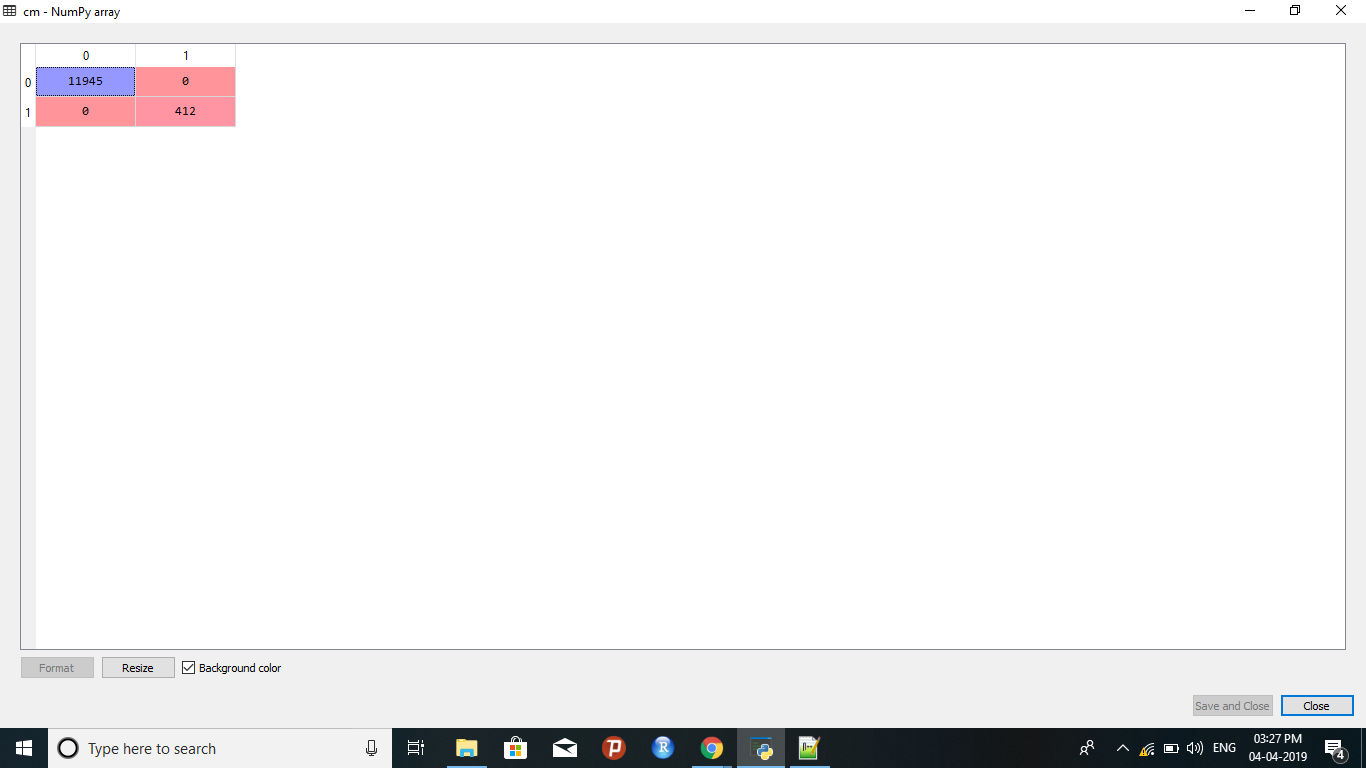 cm - NumPy array
0 1
0 11945 0
1 0 412
Format Resize Background color
Save and Close Close
Type here to search
ENG 03:27 PM
04-04-2019
4